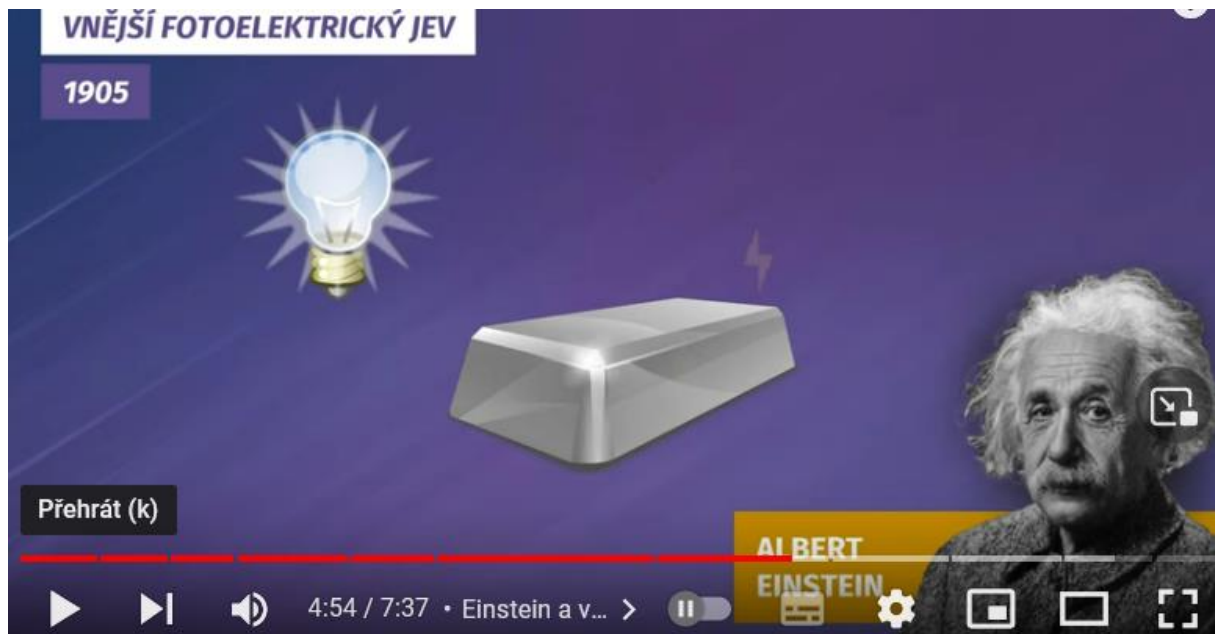 VNĚJŠÍ FOTOELEKTRICKÝ JEV
1905
Přehrát (k)
ALBERT
EINSTEIN
4:54 / 7:37 • Einstein a v...